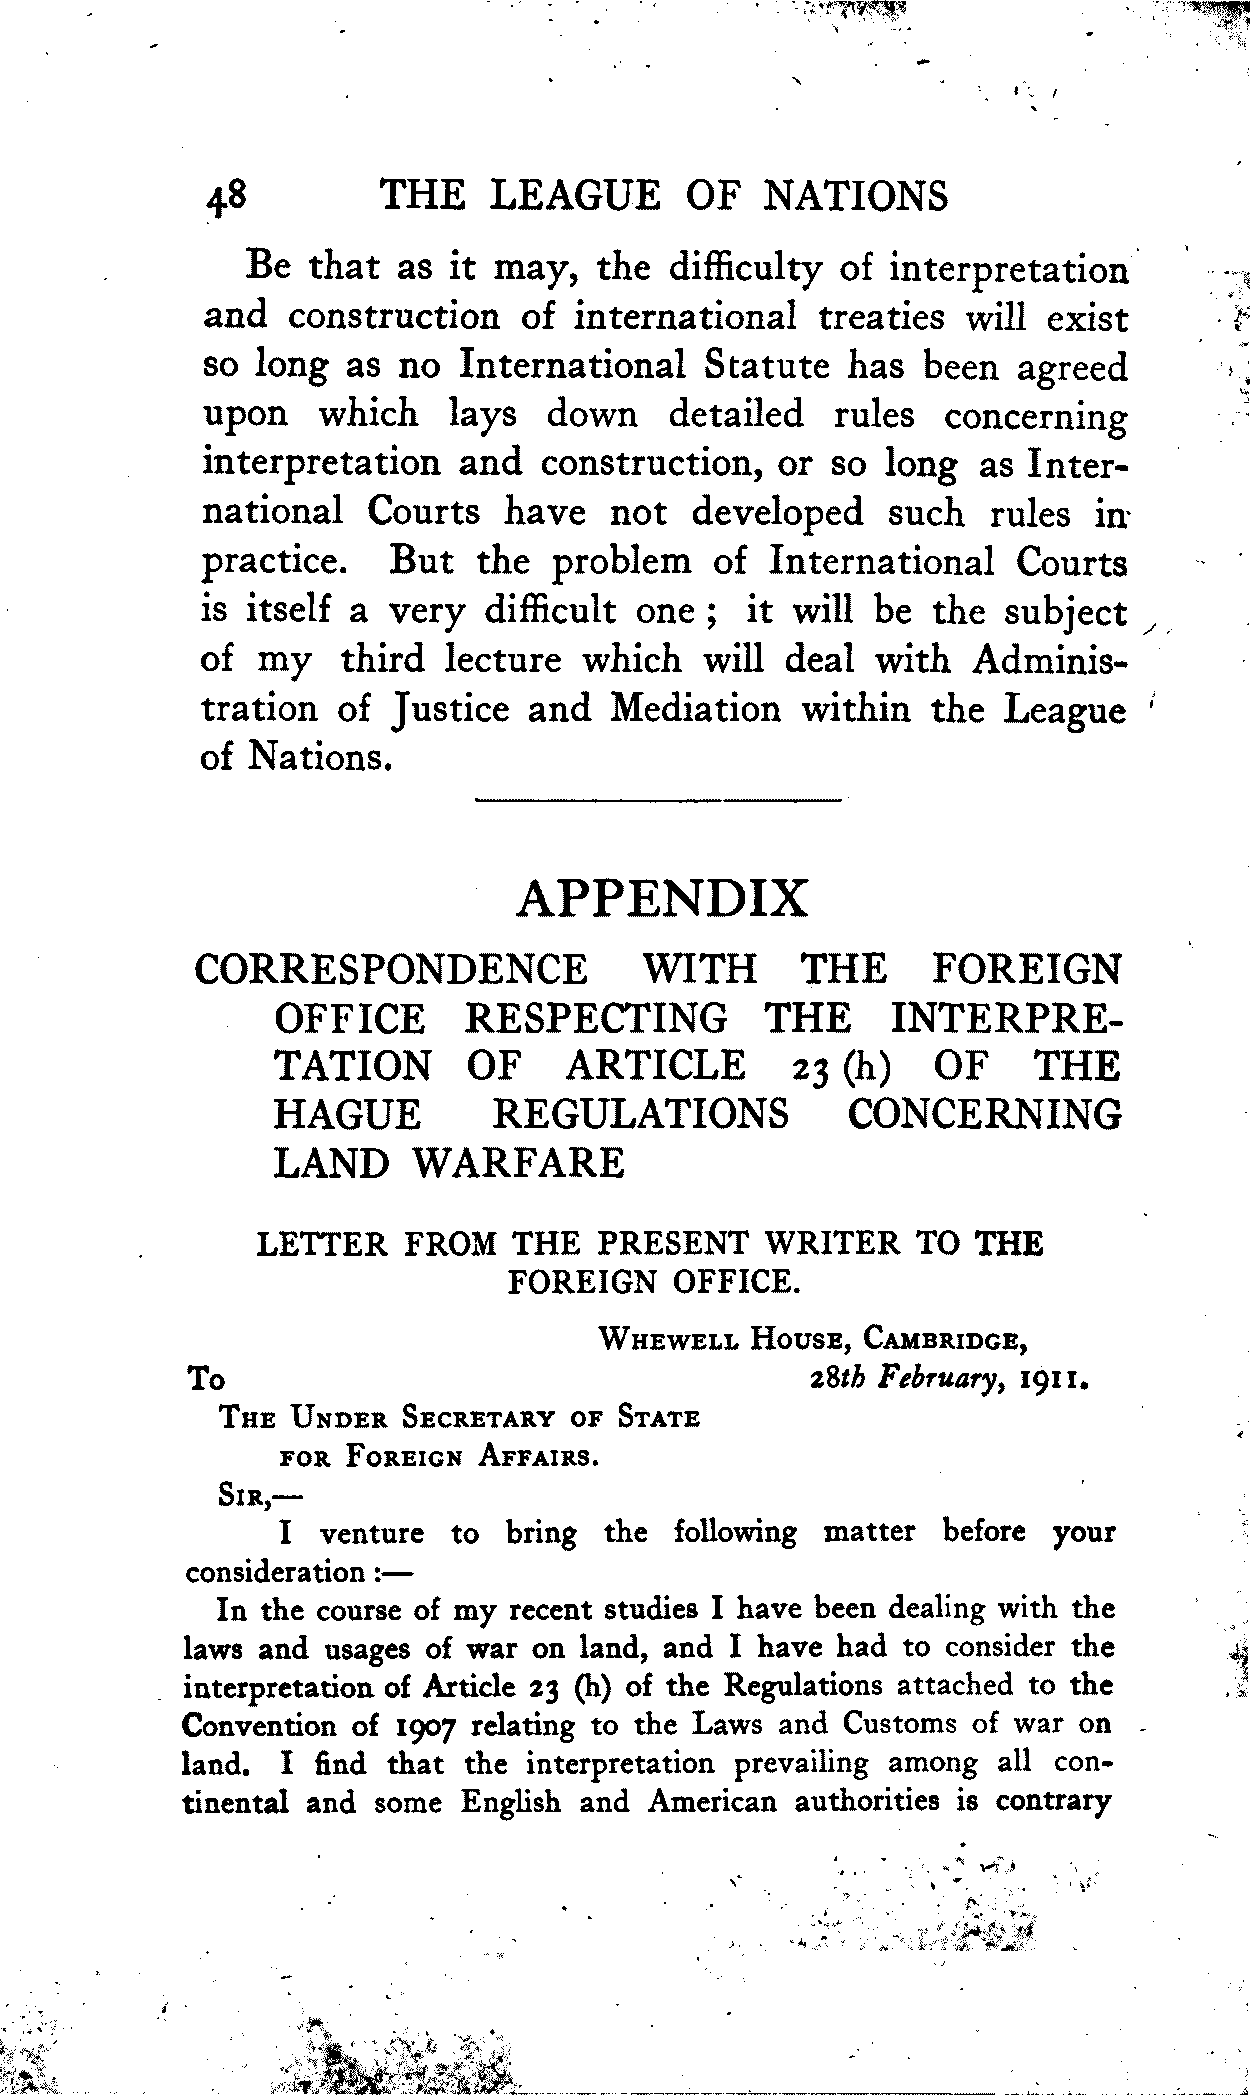 48 THE LEAGUE OF NATIONS
Be that as it may, the difficulty of interpretation
and construction of international treaties will exist
so long as no International Statute has been agreed
upon which lays down detailed rules concerning
interpretation and construction, or so long as Inter-
national Courts have not developed such rules in
practice. But the problem of International Courts
is itself a very difficult one ; it will be the subject
of my third lecture which will deal with Adminis-
tration of Justice and Mediation within the League
of Nations.
APPENDIX
CORRESPONDENCE WITH THE FOREIGN
OFFICE RESPECTING THE INTERPRE-
TATION OF ARTICLE 23 (h) OF THE
HAGUE REGULATIONS CONCERNING
LAND WARFARE
LETTER FROM THE PRESENT WRITER TO THE
FOREIGN OFFICE.
WHEWELL HOUSE, CAMBRIDGE,
To 28th February, 1911.
THE UNDER SECRETARY OF STATE
FOR FOREIGN AFFAIRS.
SIR,—
I venture to bring the following matter before your
consideration :—
In the course of my recent studies I have been dealing with the
laws and usages of war on land, and I have had to consider the
interpretation of Article 23 (h) of the Regulations attached to the
Convention of 1907 relating to the Laws and Customs of war on
land. I find that the interpretation prevailing among all con-
tinental and some English and American authorities is contrary